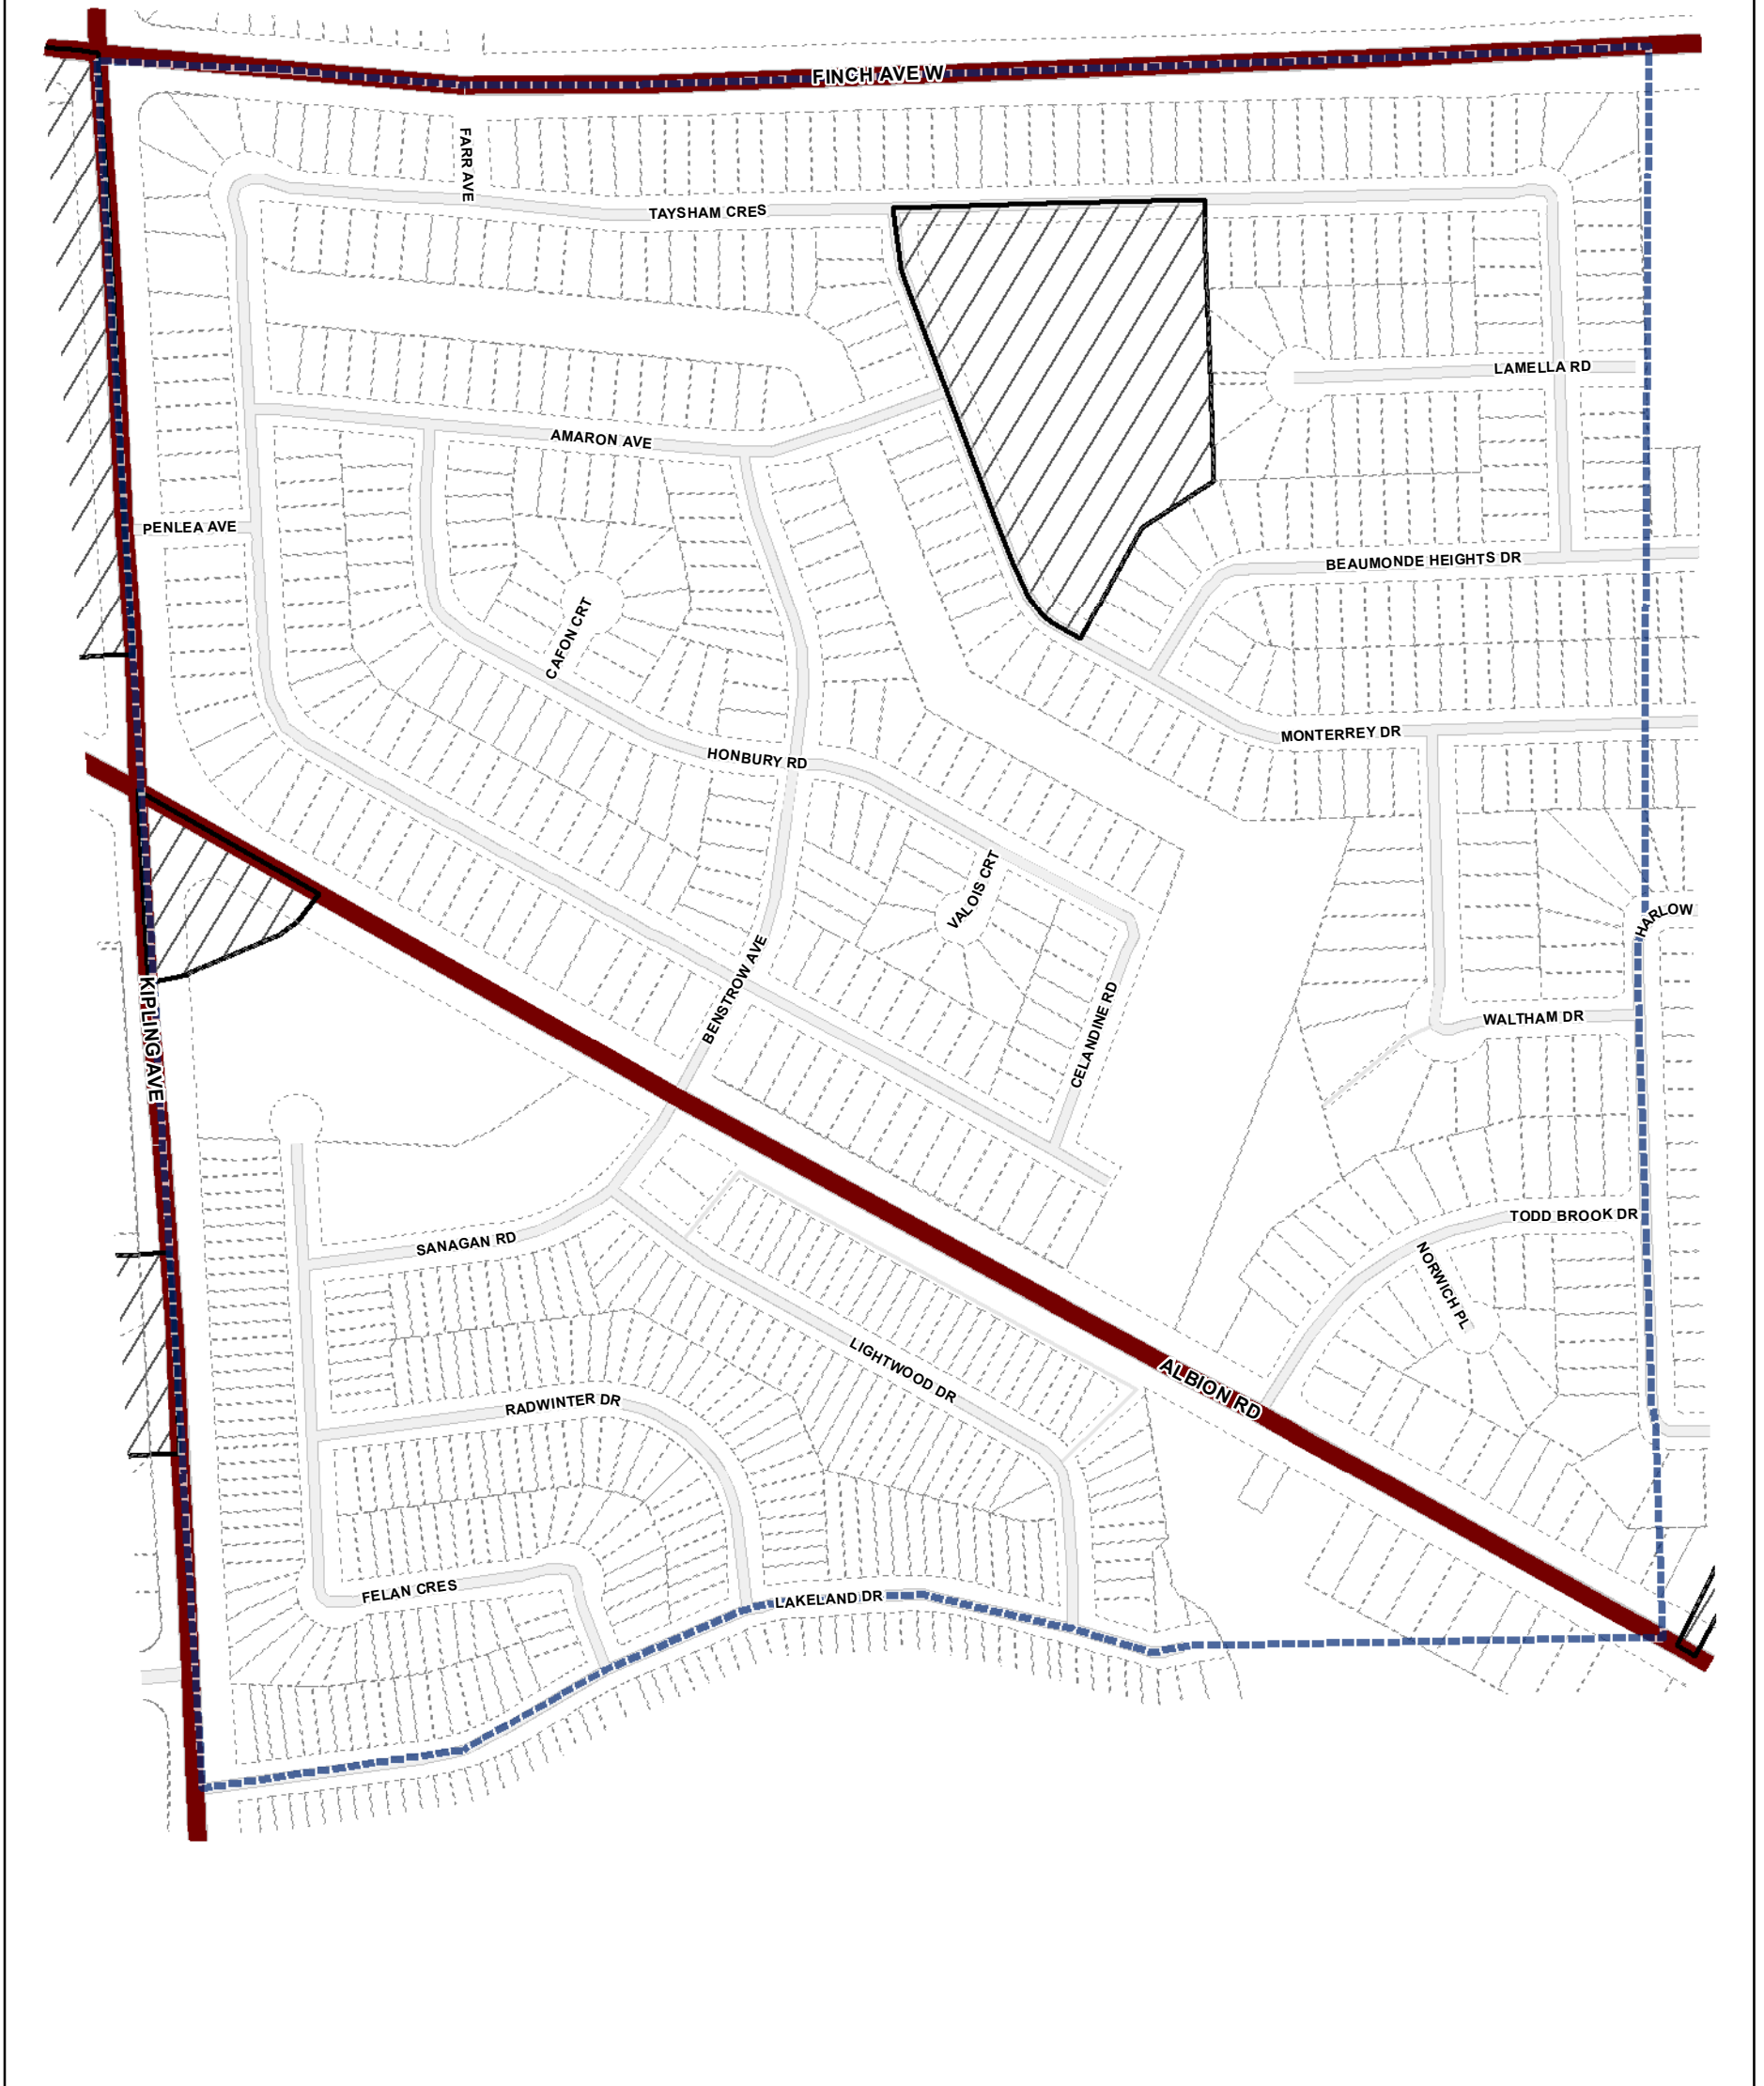 FINCH AVE W
FARR AVE
TAYSHAM CRES
LAMELLA RD
AMARON AVE
PENLEA AVE
BEAUMONDE HEIGHTS DR
CAFON CRT
MONTERREY DR
HONBURY RD
VALOIS CRT
HARLOW
BENSTROW AVE
KIPLING AVE
WALTHAM DR
CELANDINE RD
TODD BROOK DR
SANAGAN RD
NORWICH PL
LIGHTWOOD DR
ALBION RD
RADWINTER DR
FELAN CRES
LAKELAND DR